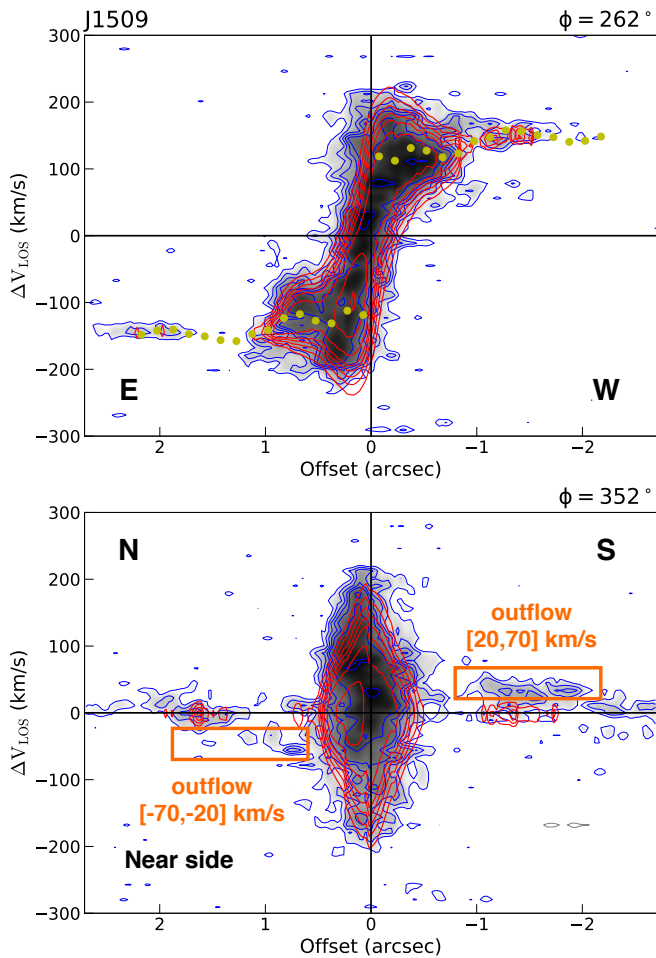 J1509
ϕ = 262°
300
200
100
0
−100
−200
−300
ΔV_LOS (km/s)
E
W
2
1
0
−1
−2
Offset (arcsec)
ϕ = 352°
300
200
100
0
−100
−200
−300
ΔV_LOS (km/s)
N
S
outflow
[20,70] km/s
outflow
[-70,-20] km/s
Near side
2
1
0
−1
−2
Offset (arcsec)